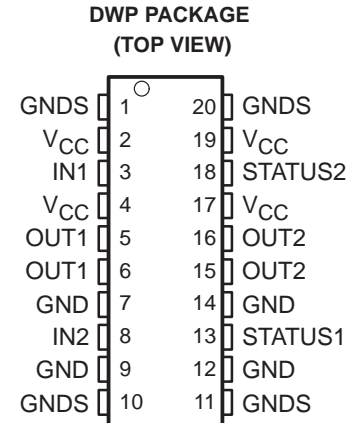 DWP PACKAGE
(TOP VIEW)
GNDS 1 20 GNDS
VCC 2 19 VCC
IN1 3 18 STATUS2
VCC 4 17 VCC
OUT1 5 16 OUT2
OUT1 6 15 OUT2
GND 7 14 GND
IN2 8 13 STATUS1
GND 9 12 GND
GNDS 10 11 GNDS